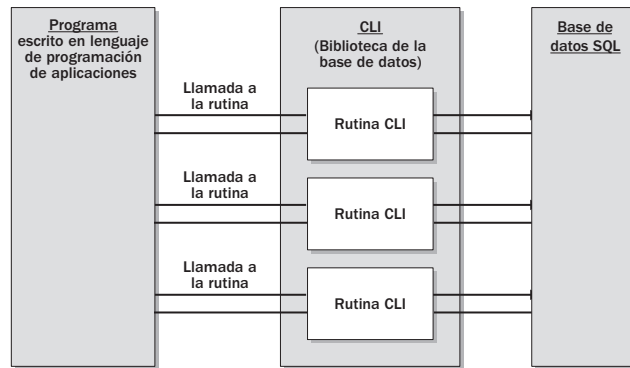 Programa
escrito en lenguaje
de programación
de aplicaciones
CLI
(Biblioteca de la
base de datos)
Base de
datos SQL
Llamada a
la rutina
Rutina CLI
Llamada a
la rutina
Rutina CLI
Llamada a
la rutina
Rutina CLI